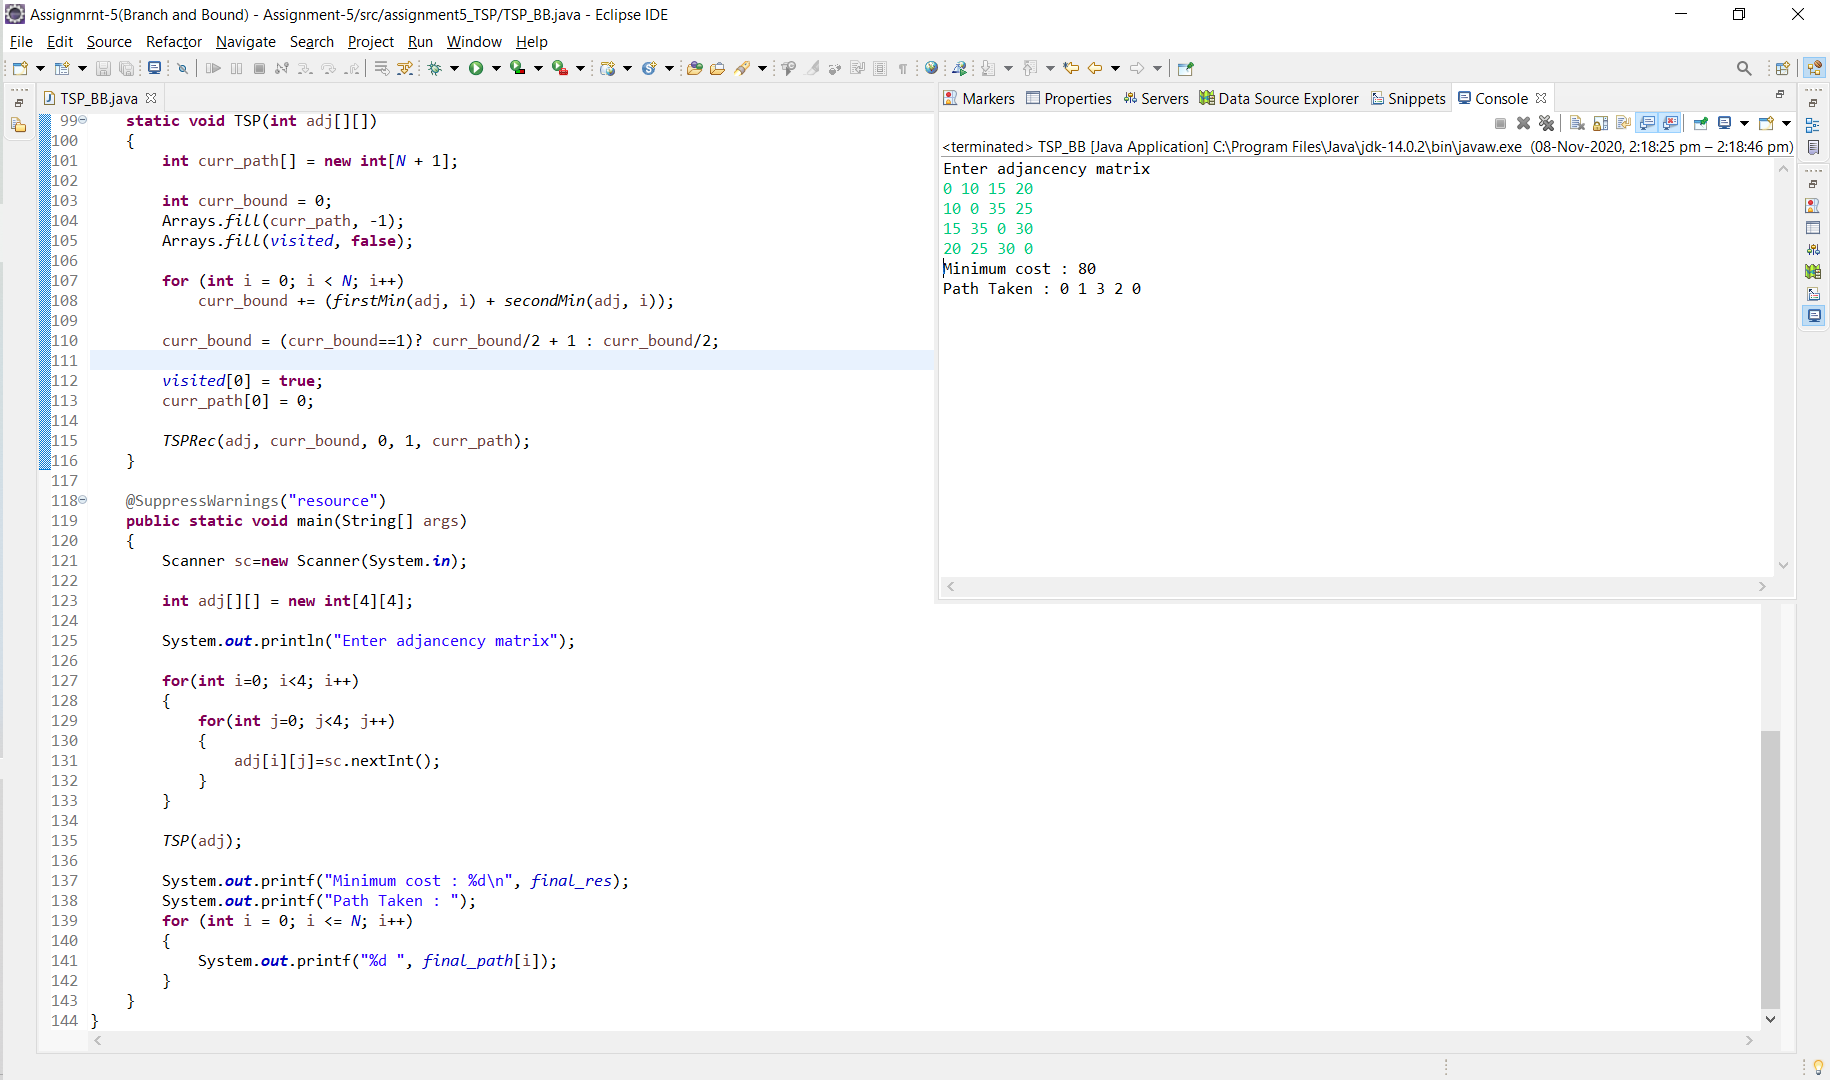 Assignmrnt-5(Branch and Bound) - Assignment-5/src/assignment5_TSP/TSP_BB.java - Eclipse IDE
File Edit Source Refactor Navigate Search Project Run Window Help
TSP_BB.java
99 static void TSP(int adj[][])
100 {
101 int curr_path[] = new int[N + 1];
102
103 int curr_bound = 0;
104 Arrays.fill(curr_path, -1);
105 Arrays.fill(visited, false);
106
107 for (int i = 0; i < N; i++)
108 curr_bound += (firstMin(adj, i) + secondMin(adj, i));
109
110 curr_bound = (curr_bound==1)? curr_bound/2 + 1 : curr_bound/2;
111
112 visited[0] = true;
113 curr_path[0] = 0;
114
115 TSPRec(adj, curr_bound, 0, 1, curr_path);
116 }
117
118 @SuppressWarnings("resource")
119 public static void main(String[] args)
120 {
121 Scanner sc=new Scanner(System.in);
122
123 int adj[][] = new int[4][4];
124
125 System.out.println("Enter adjancency matrix");
126
127 for(int i=0; i<4; i++)
128 {
129 for(int j=0; j<4; j++)
130 {
131 adj[i][j]=sc.nextInt();
132 }
133 }
134
135 TSP(adj);
136
137 System.out.printf("Minimum cost : %d\n", final_res);
138 System.out.printf("Path Taken : ");
139 for (int i = 0; i <= N; i++)
140 {
141 System.out.printf("%d ", final_path[i]);
142 }
143 }
144 }
Markers Properties Servers Data Source Explorer Snippets Console
<terminated> TSP_BB [Java Application] C:\Program Files\Java\jdk-14.0.2\bin\javaw.exe (08-Nov-2020, 2:18:25 pm – 2:18:46 pm)
Enter adjancency matrix
0 10 15 20
10 0 35 25
15 35 0 30
20 25 30 0
Minimum cost : 80
Path Taken : 0 1 3 2 0